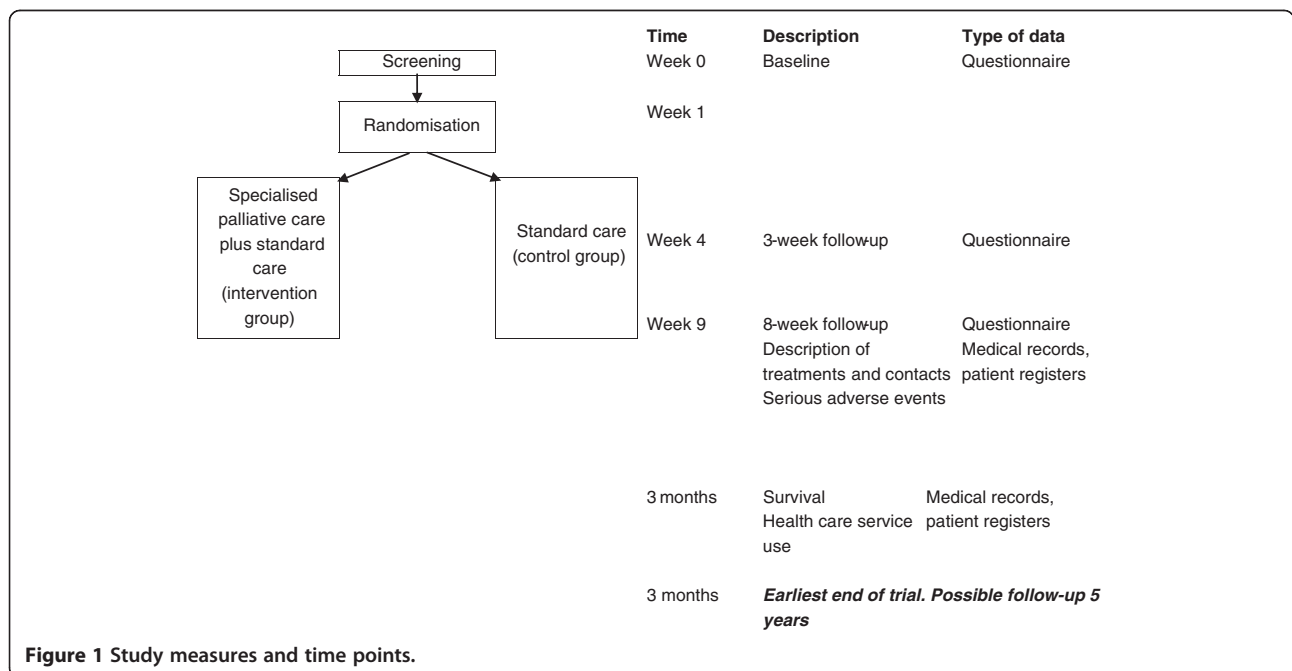 Time Description Type of data
Screening Week 0 Baseline Questionnaire
Week 1
Randomisation
Specialised
palliative care
plus standard
care
(intervention
group)
Standard care
(control group)
Week 4 3-week follow-up Questionnaire
Week 9 8-week follow-up Questionnaire
Description of Medical records,
treatments and contacts patient registers
Serious adverse events
3 months Survival Medical records,
Health care service patient registers
use
3 months Earliest end of trial. Possible follow-up 5
years
Figure 1 Study measures and time points.